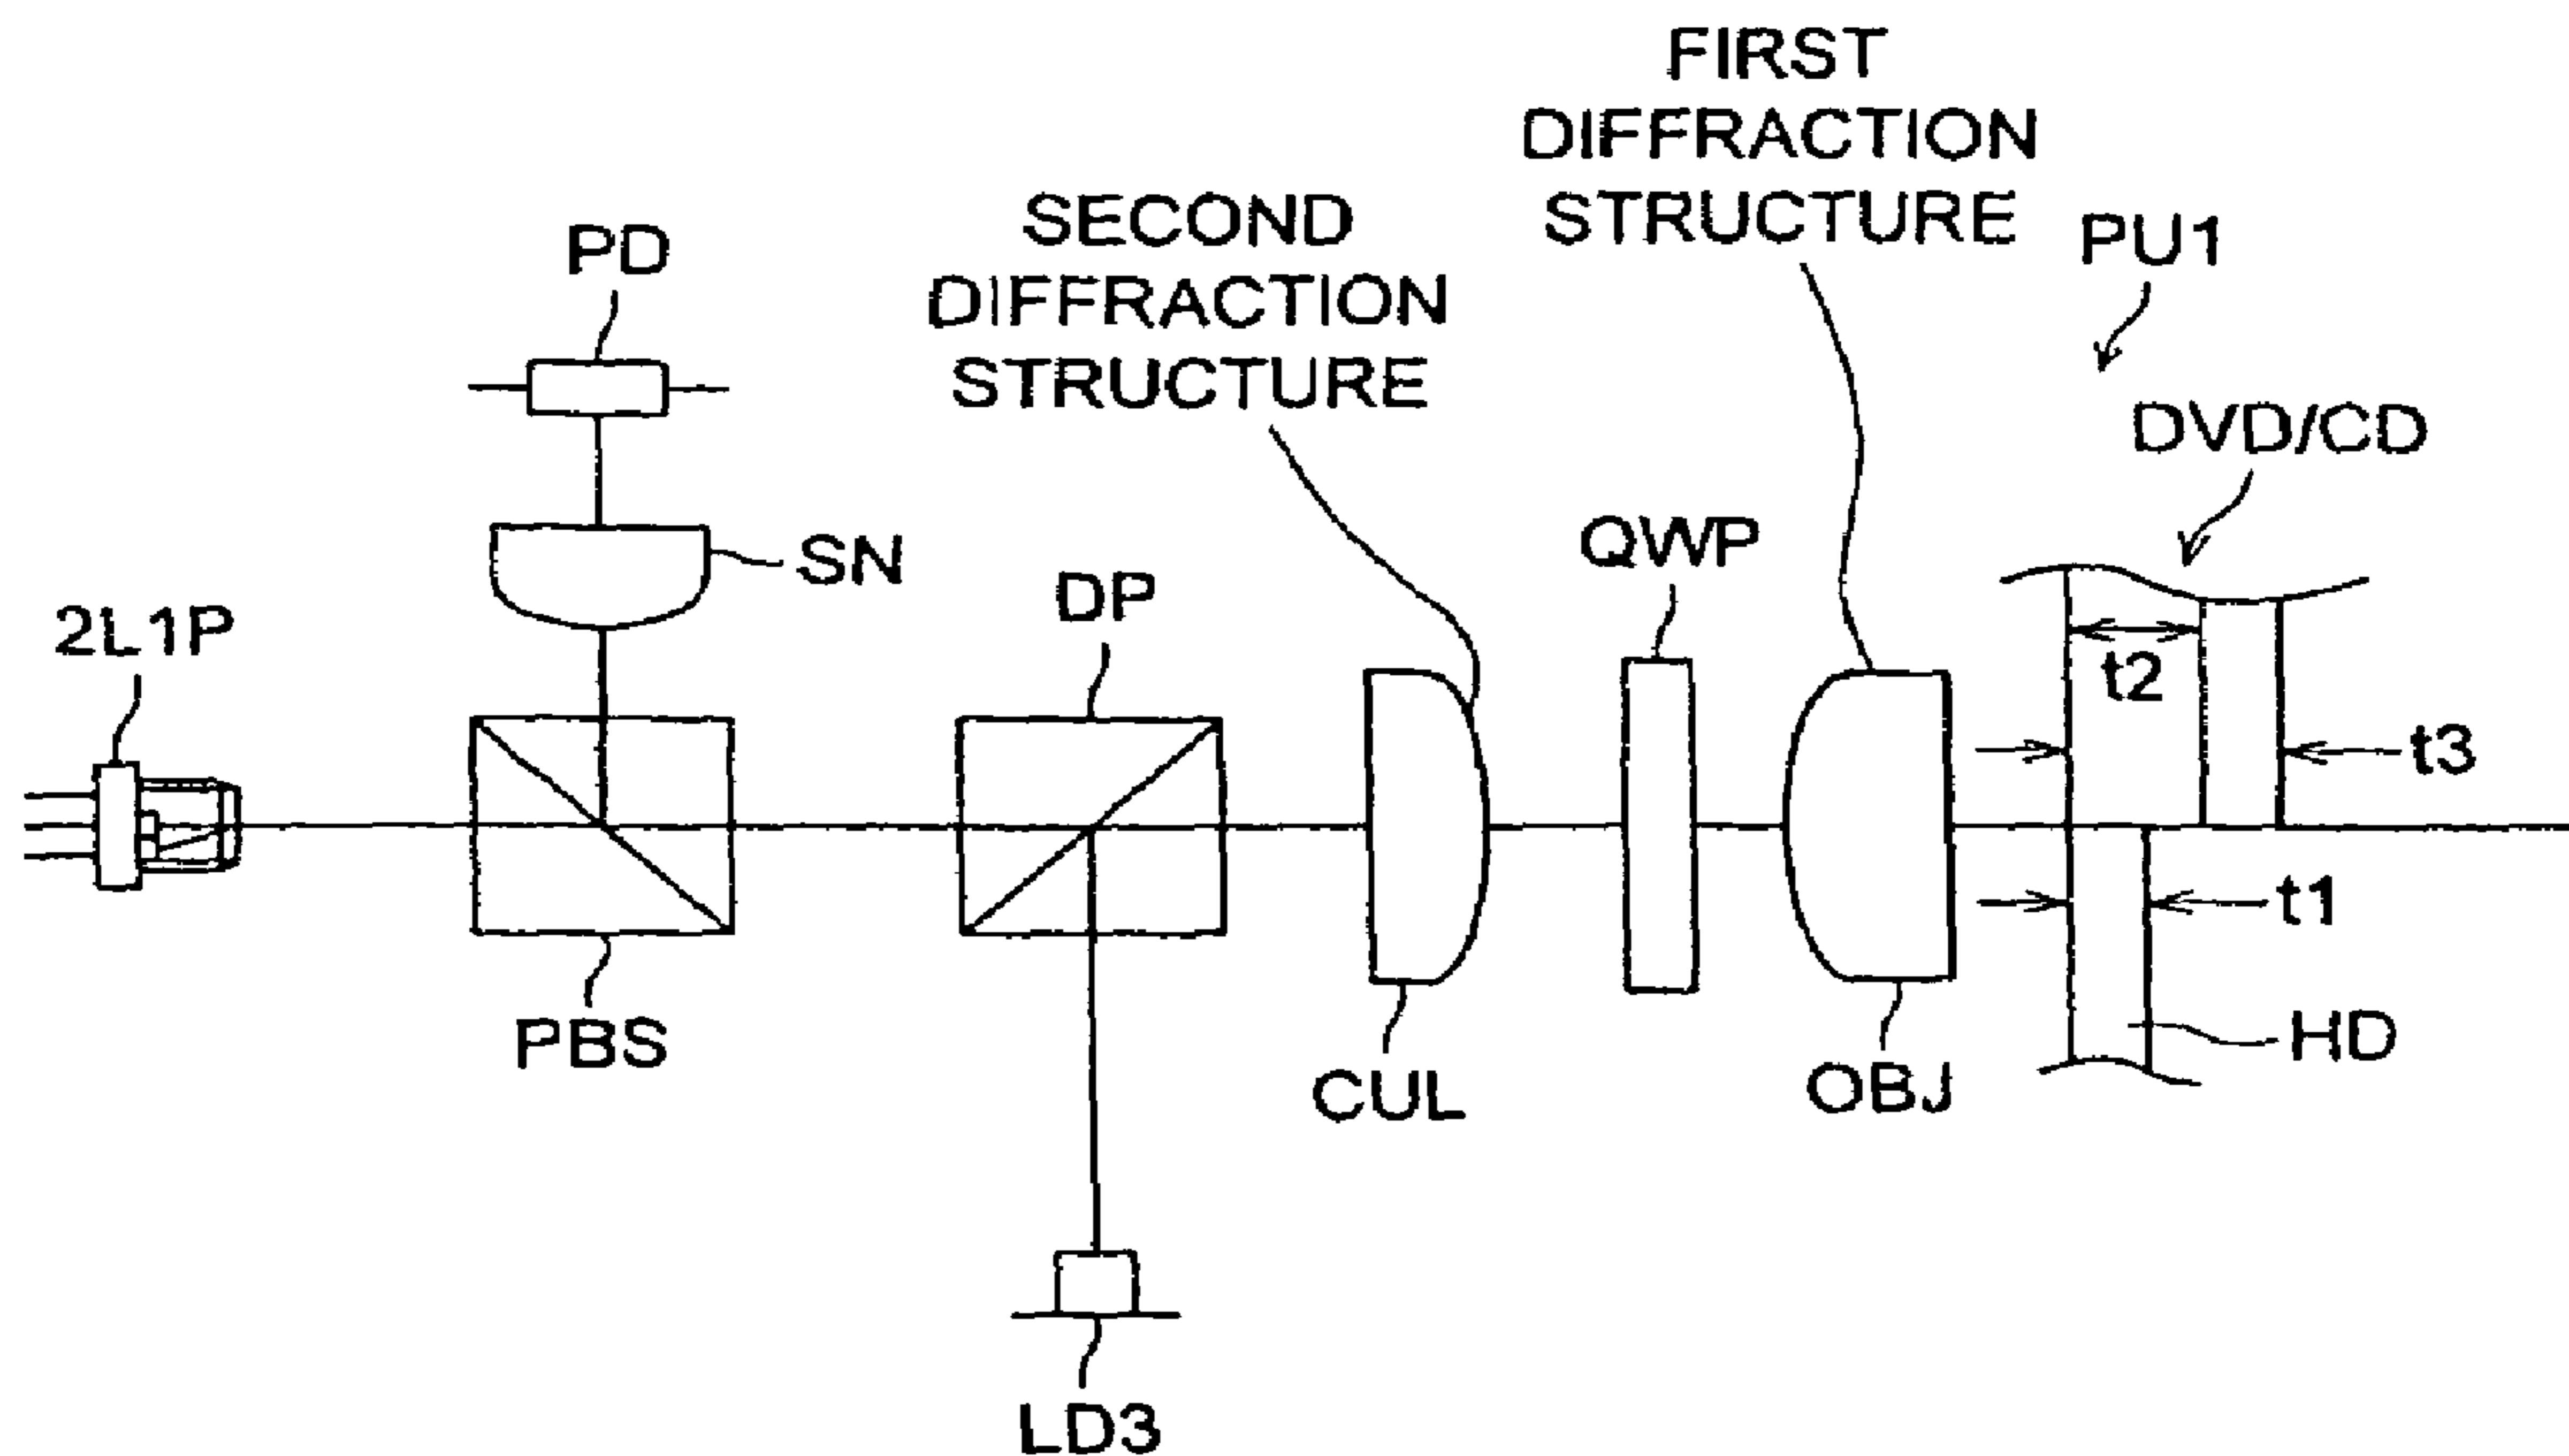 FIRST
DIFFRACTION
STRUCTURE
SECOND
DIFFRACTION
STRUCTURE
PU1
PD
DVD/CD
SN
QWP
DP
2L1P
t2
t3
t1
PBS
HD
CUL
OBJ
LD3